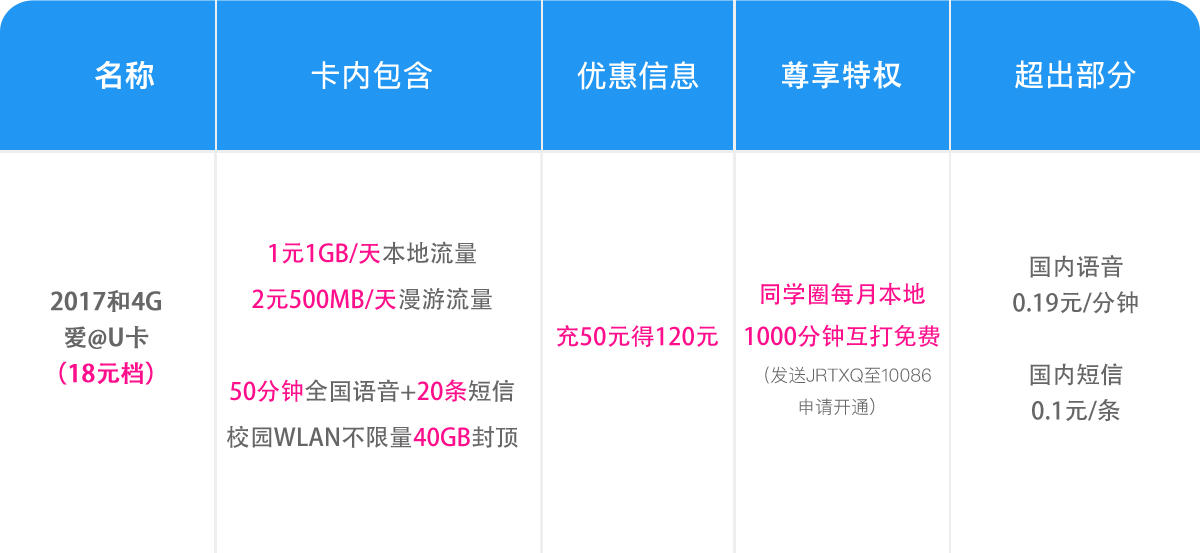 名称
卡内包含
优惠信息
尊享特权
超出部分
2017和4G
爱@U卡
（18元档）
1元1GB/天本地流量
2元500MB/天漫游流量
50分钟全国语音+20条短信
校园WLAN不限量40GB封顶
充50元得120元
同学圈每月本地
1000分钟互打免费
（发送JRTXQ至10086
申请开通）
国内语音
0.19元/分钟
国内短信
0.1元/条